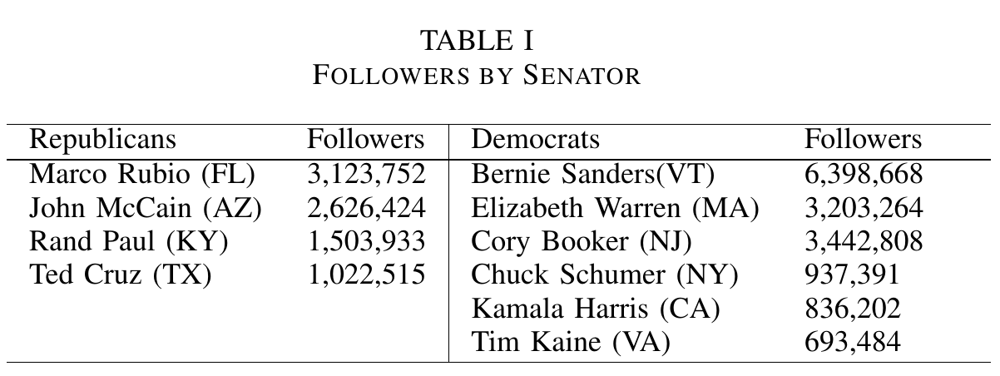 TABLE I
FOLLOWERS BY SENATOR
Republicans Followers Democrats Followers
Marco Rubio (FL) 3,123,752 Bernie Sanders(VT) 6,398,668
John McCain (AZ) 2,626,424 Elizabeth Warren (MA) 3,203,264
Rand Paul (KY) 1,503,933 Cory Booker (NJ) 3,442,808
Ted Cruz (TX) 1,022,515 Chuck Schumer (NY) 937,391
Kamala Harris (CA) 836,202
Tim Kaine (VA) 693,484